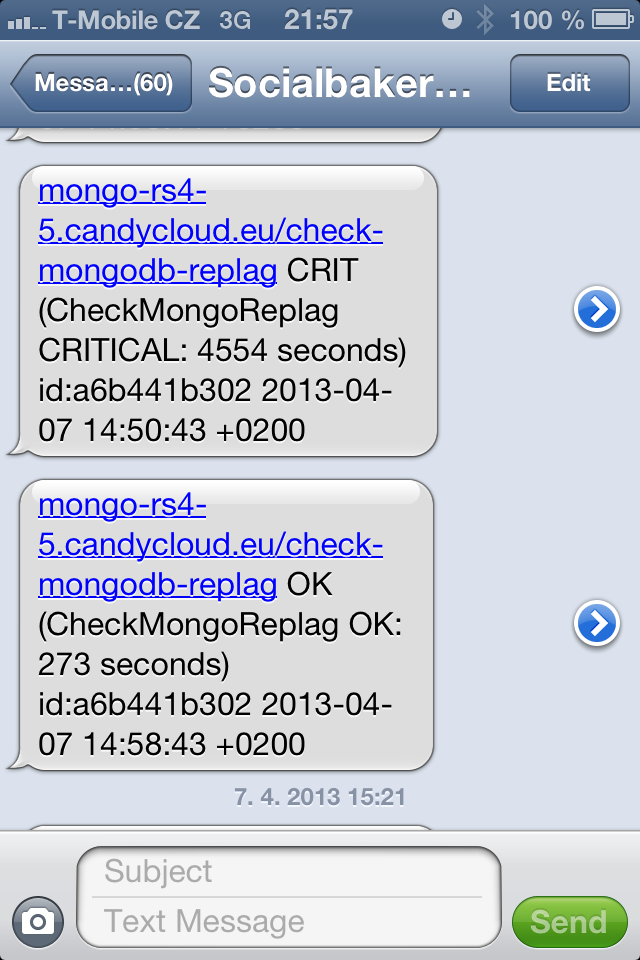 T-Mobile CZ 3G 21:57 100 %
Messa...(60) Socialbaker... Edit
mongo-rs4-
5.candycloud.eu/check-
mongodb-replag CRIT
(CheckMongoReplag
CRITICAL: 4554 seconds)
id:a6b441b302 2013-04-
07 14:50:43 +0200
mongo-rs4-
5.candycloud.eu/check-
mongodb-replag OK
(CheckMongoReplag OK:
273 seconds)
id:a6b441b302 2013-04-
07 14:58:43 +0200
7. 4. 2013 15:21
Subject
Text Message
Send